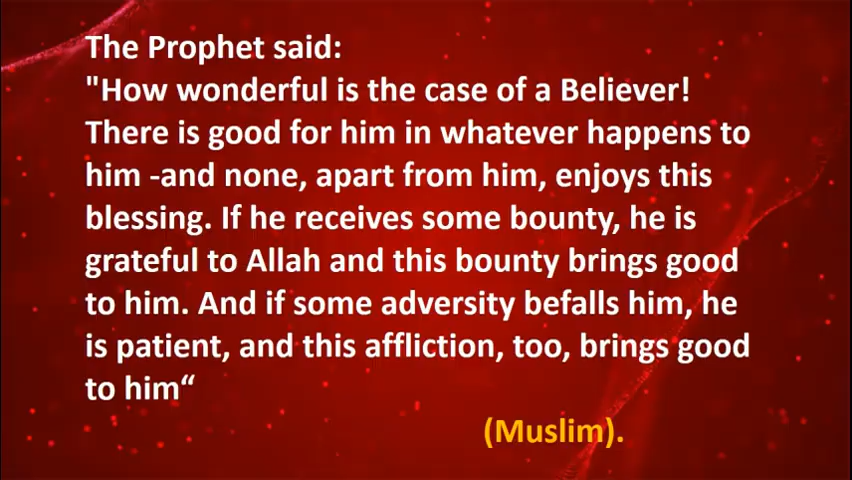 The Prophet said:
"How wonderful is the case of a Believer!
There is good for him in whatever happens to
him -and none, apart from him, enjoys this
blessing. If he receives some bounty, he is
grateful to Allah and this bounty brings good
to him. And if some adversity befalls him, he
is patient, and this affliction, too, brings good
to him“
(Muslim).